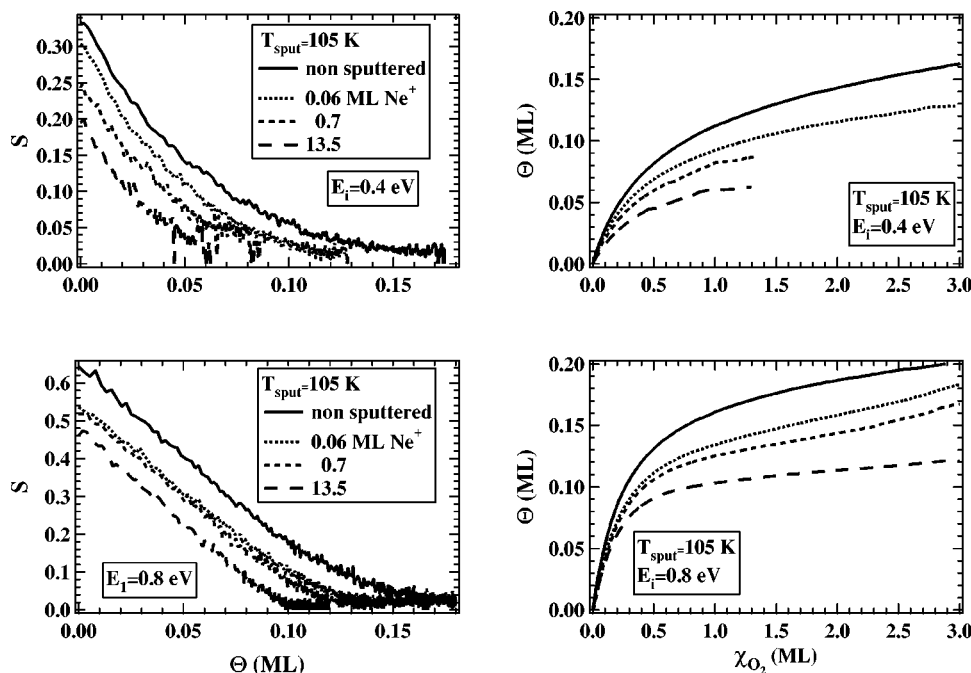 T_sput=105 K
non sputtered
0.06 ML Ne⁺
0.7
13.5
E_i=0.4 eV
S
0.30
0.25
0.20
0.15
0.10
0.05
0.00
0.00 0.05 0.10 0.15
Θ (ML)
0.20
0.15
0.10
0.05
0.00
T_sput=105 K
E_i=0.4 eV
0.0 0.5 1.0 1.5 2.0 2.5 3.0
T_sput=105 K
non sputtered
0.06 ML Ne⁺
0.7
13.5
E_1=0.8 eV
S
0.6
0.5
0.4
0.3
0.2
0.1
0.0
0.00 0.05 0.10 0.15
Θ (ML)
Θ (ML)
0.20
0.15
0.10
0.05
0.00
T_sput=105 K
E_i=0.8 eV
0.0 0.5 1.0 1.5 2.0 2.5 3.0
χ_O₂ (ML)